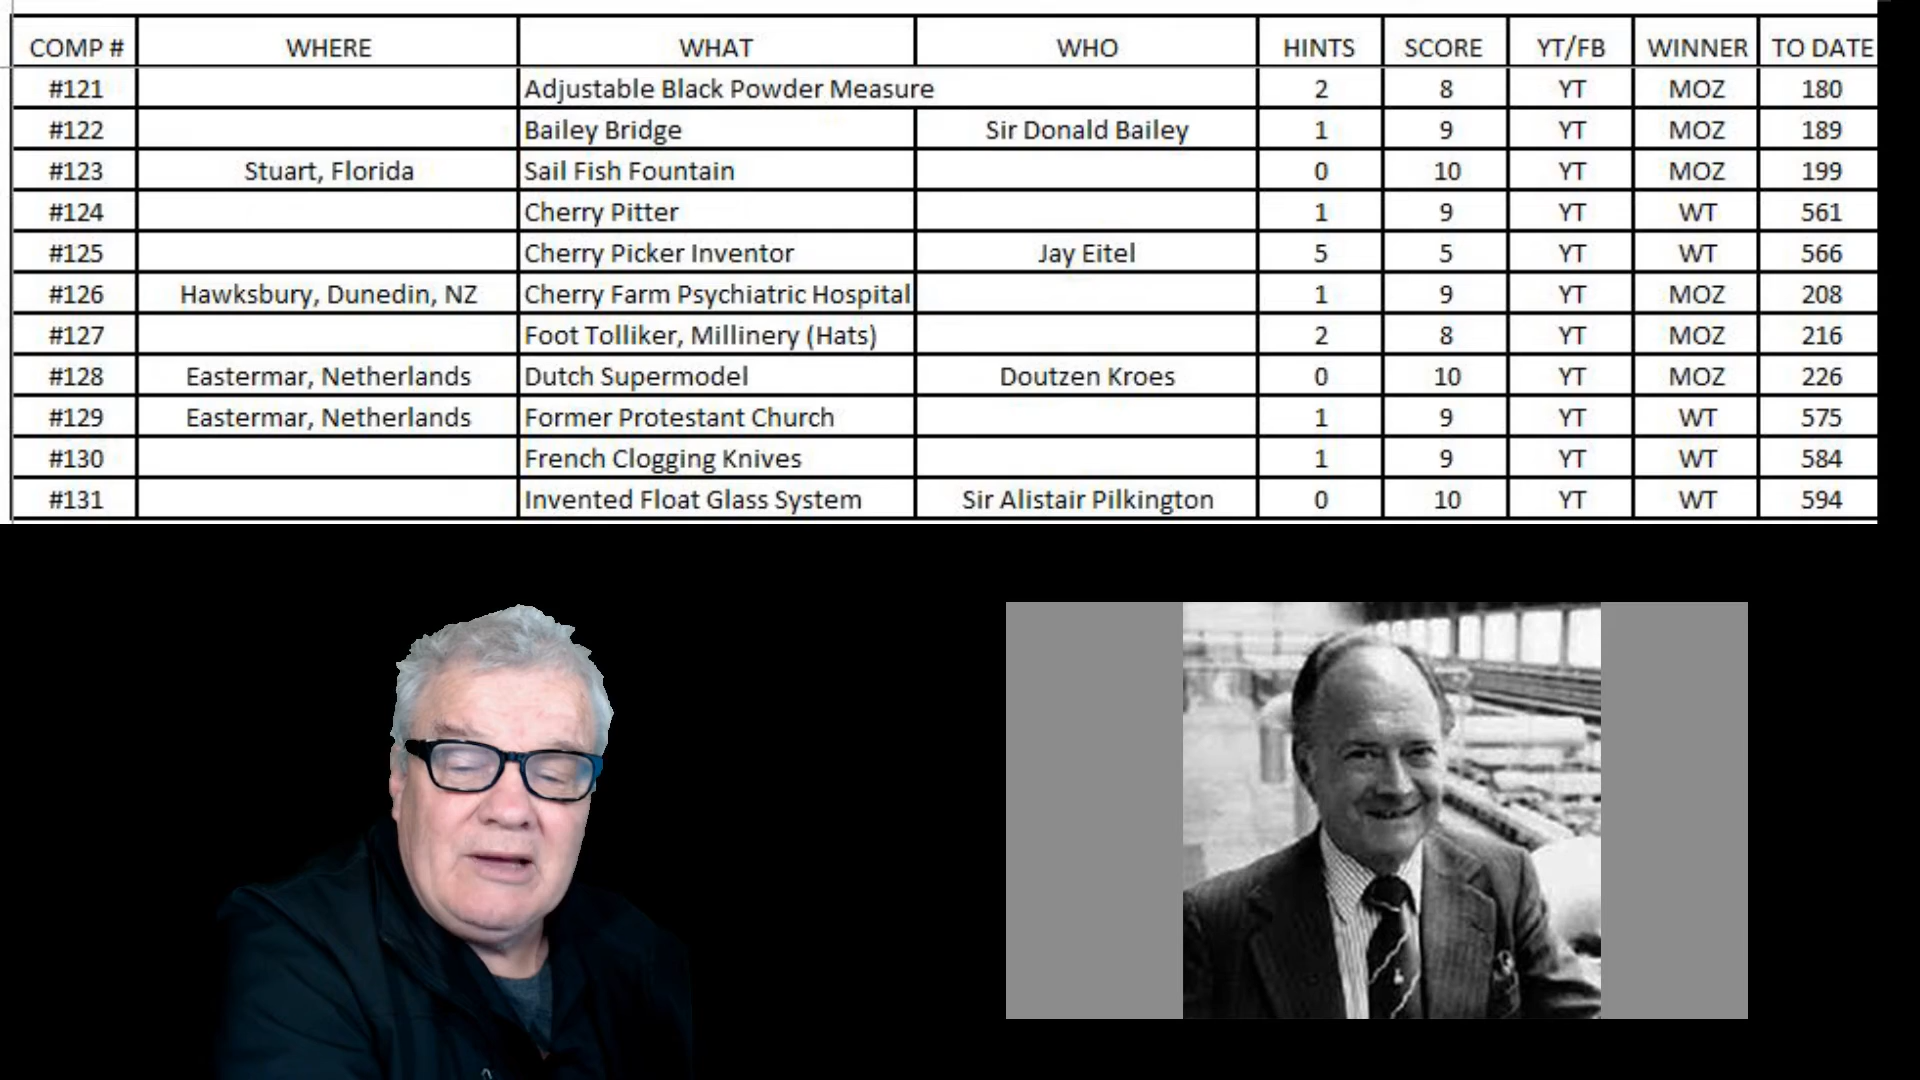 COMP # WHERE WHAT WHO HINTS SCORE YT/FB WINNER TO DATE
#121 Adjustable Black Powder Measure 2 8 YT MOZ 180
#122 Bailey Bridge Sir Donald Bailey 1 9 YT MOZ 189
#123 Stuart, Florida Sail Fish Fountain 0 10 YT MOZ 199
#124 Cherry Pitter 1 9 YT WT 561
#125 Cherry Picker Inventor Jay Eitel 5 5 YT WT 566
#126 Hawksbury, Dunedin, NZ Cherry Farm Psychiatric Hospital 1 9 YT MOZ 208
#127 Foot Tolliker, Millinery (Hats) 2 8 YT MOZ 216
#128 Eastermar, Netherlands Dutch Supermodel Doutzen Kroes 0 10 YT MOZ 226
#129 Eastermar, Netherlands Former Protestant Church 1 9 YT WT 575
#130 French Clogging Knives 1 9 YT WT 584
#131 Invented Float Glass System Sir Alistair Pilkington 0 10 YT WT 594